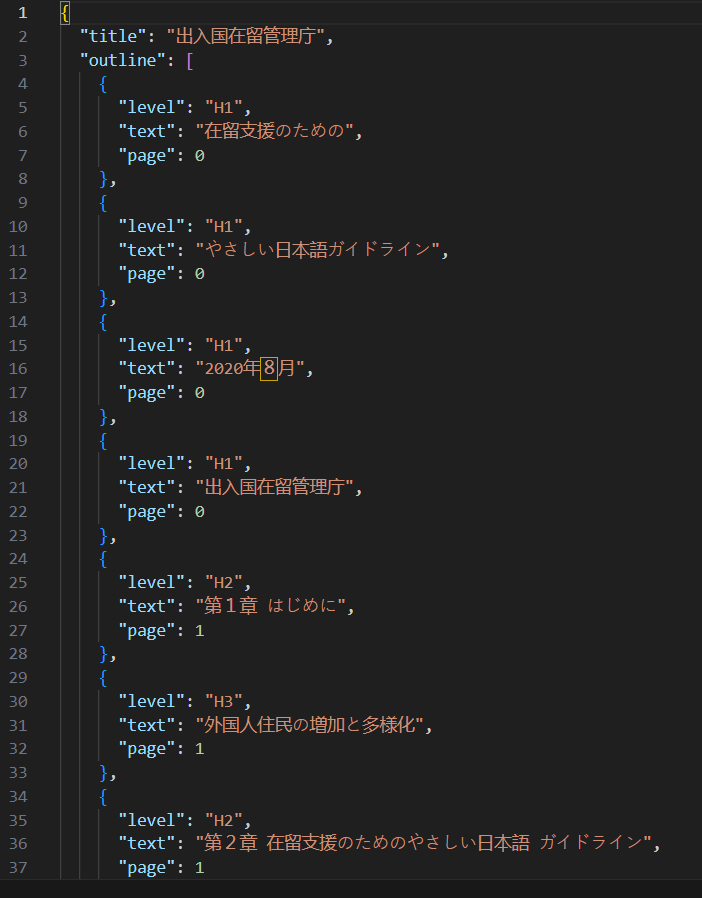 1 {
2 "title": "出入国在留管理庁",
3 "outline": [
4 {
5 "level": "H1",
6 "text": "在留支援のための",
7 "page": 0
8 },
9 {
10 "level": "H1",
11 "text": "やさしい日本語ガイドライン",
12 "page": 0
13 },
14 {
15 "level": "H1",
16 "text": "2020年８月",
17 "page": 0
18 },
19 {
20 "level": "H1",
21 "text": "出入国在留管理庁",
22 "page": 0
23 },
24 {
25 "level": "H2",
26 "text": "第１章 はじめに",
27 "page": 1
28 },
29 {
30 "level": "H3",
31 "text": "外国人住民の増加と多様化",
32 "page": 1
33 },
34 {
35 "level": "H2",
36 "text": "第２章 在留支援のためのやさしい日本語 ガイドライン",
37 "page": 1